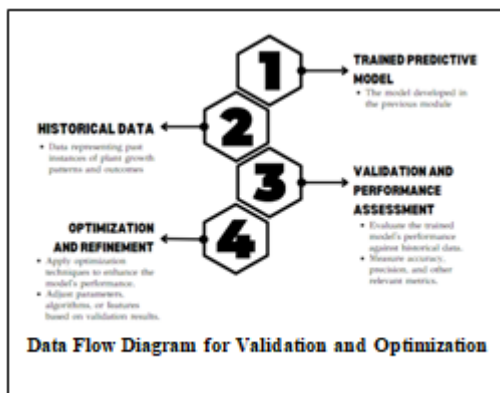 1
TRAINED PREDICTIVE
MODEL
• The model developed in
the previous module
2
HISTORICAL DATA
• Data representing past
instances of plant growth
patterns and outcomes
3
VALIDATION AND
PERFORMANCE
ASSESSMENT
• Evaluate the trained
model's performance
against historical data.
• Measure accuracy,
precision, and other
relevant metrics.
4
OPTIMIZATION
AND REFINEMENT
• Apply optimization
techniques to enhance the
model's performance.
• Adjust parameters,
algorithms, or features
based on validation results.
Data Flow Diagram for Validation and Optimization